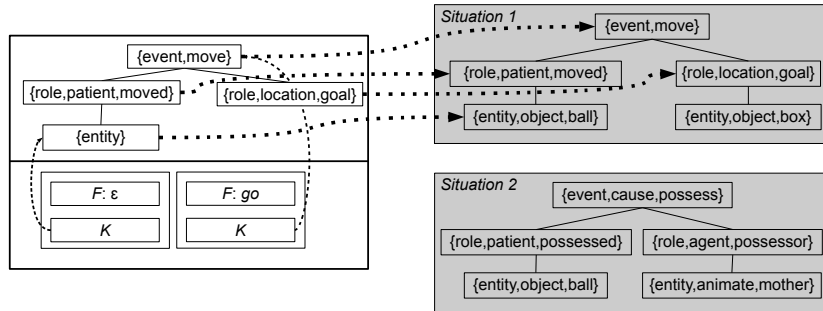 {event,move}
{role,patient,moved}
{role,location,goal}
{entity}
F: ε
F: go
K
K
Situation 1
{event,move}
{role,patient,moved}
{role,location,goal}
{entity,object,ball}
{entity,object,box}
Situation 2
{event,cause,possess}
{role,patient,possessed}
{role,agent,possessor}
{entity,object,ball}
{entity,animate,mother}